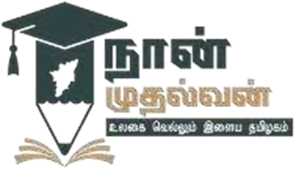 நான்
முதல்வன்
உலகை வெல்லும் இளைய தமிழகம்